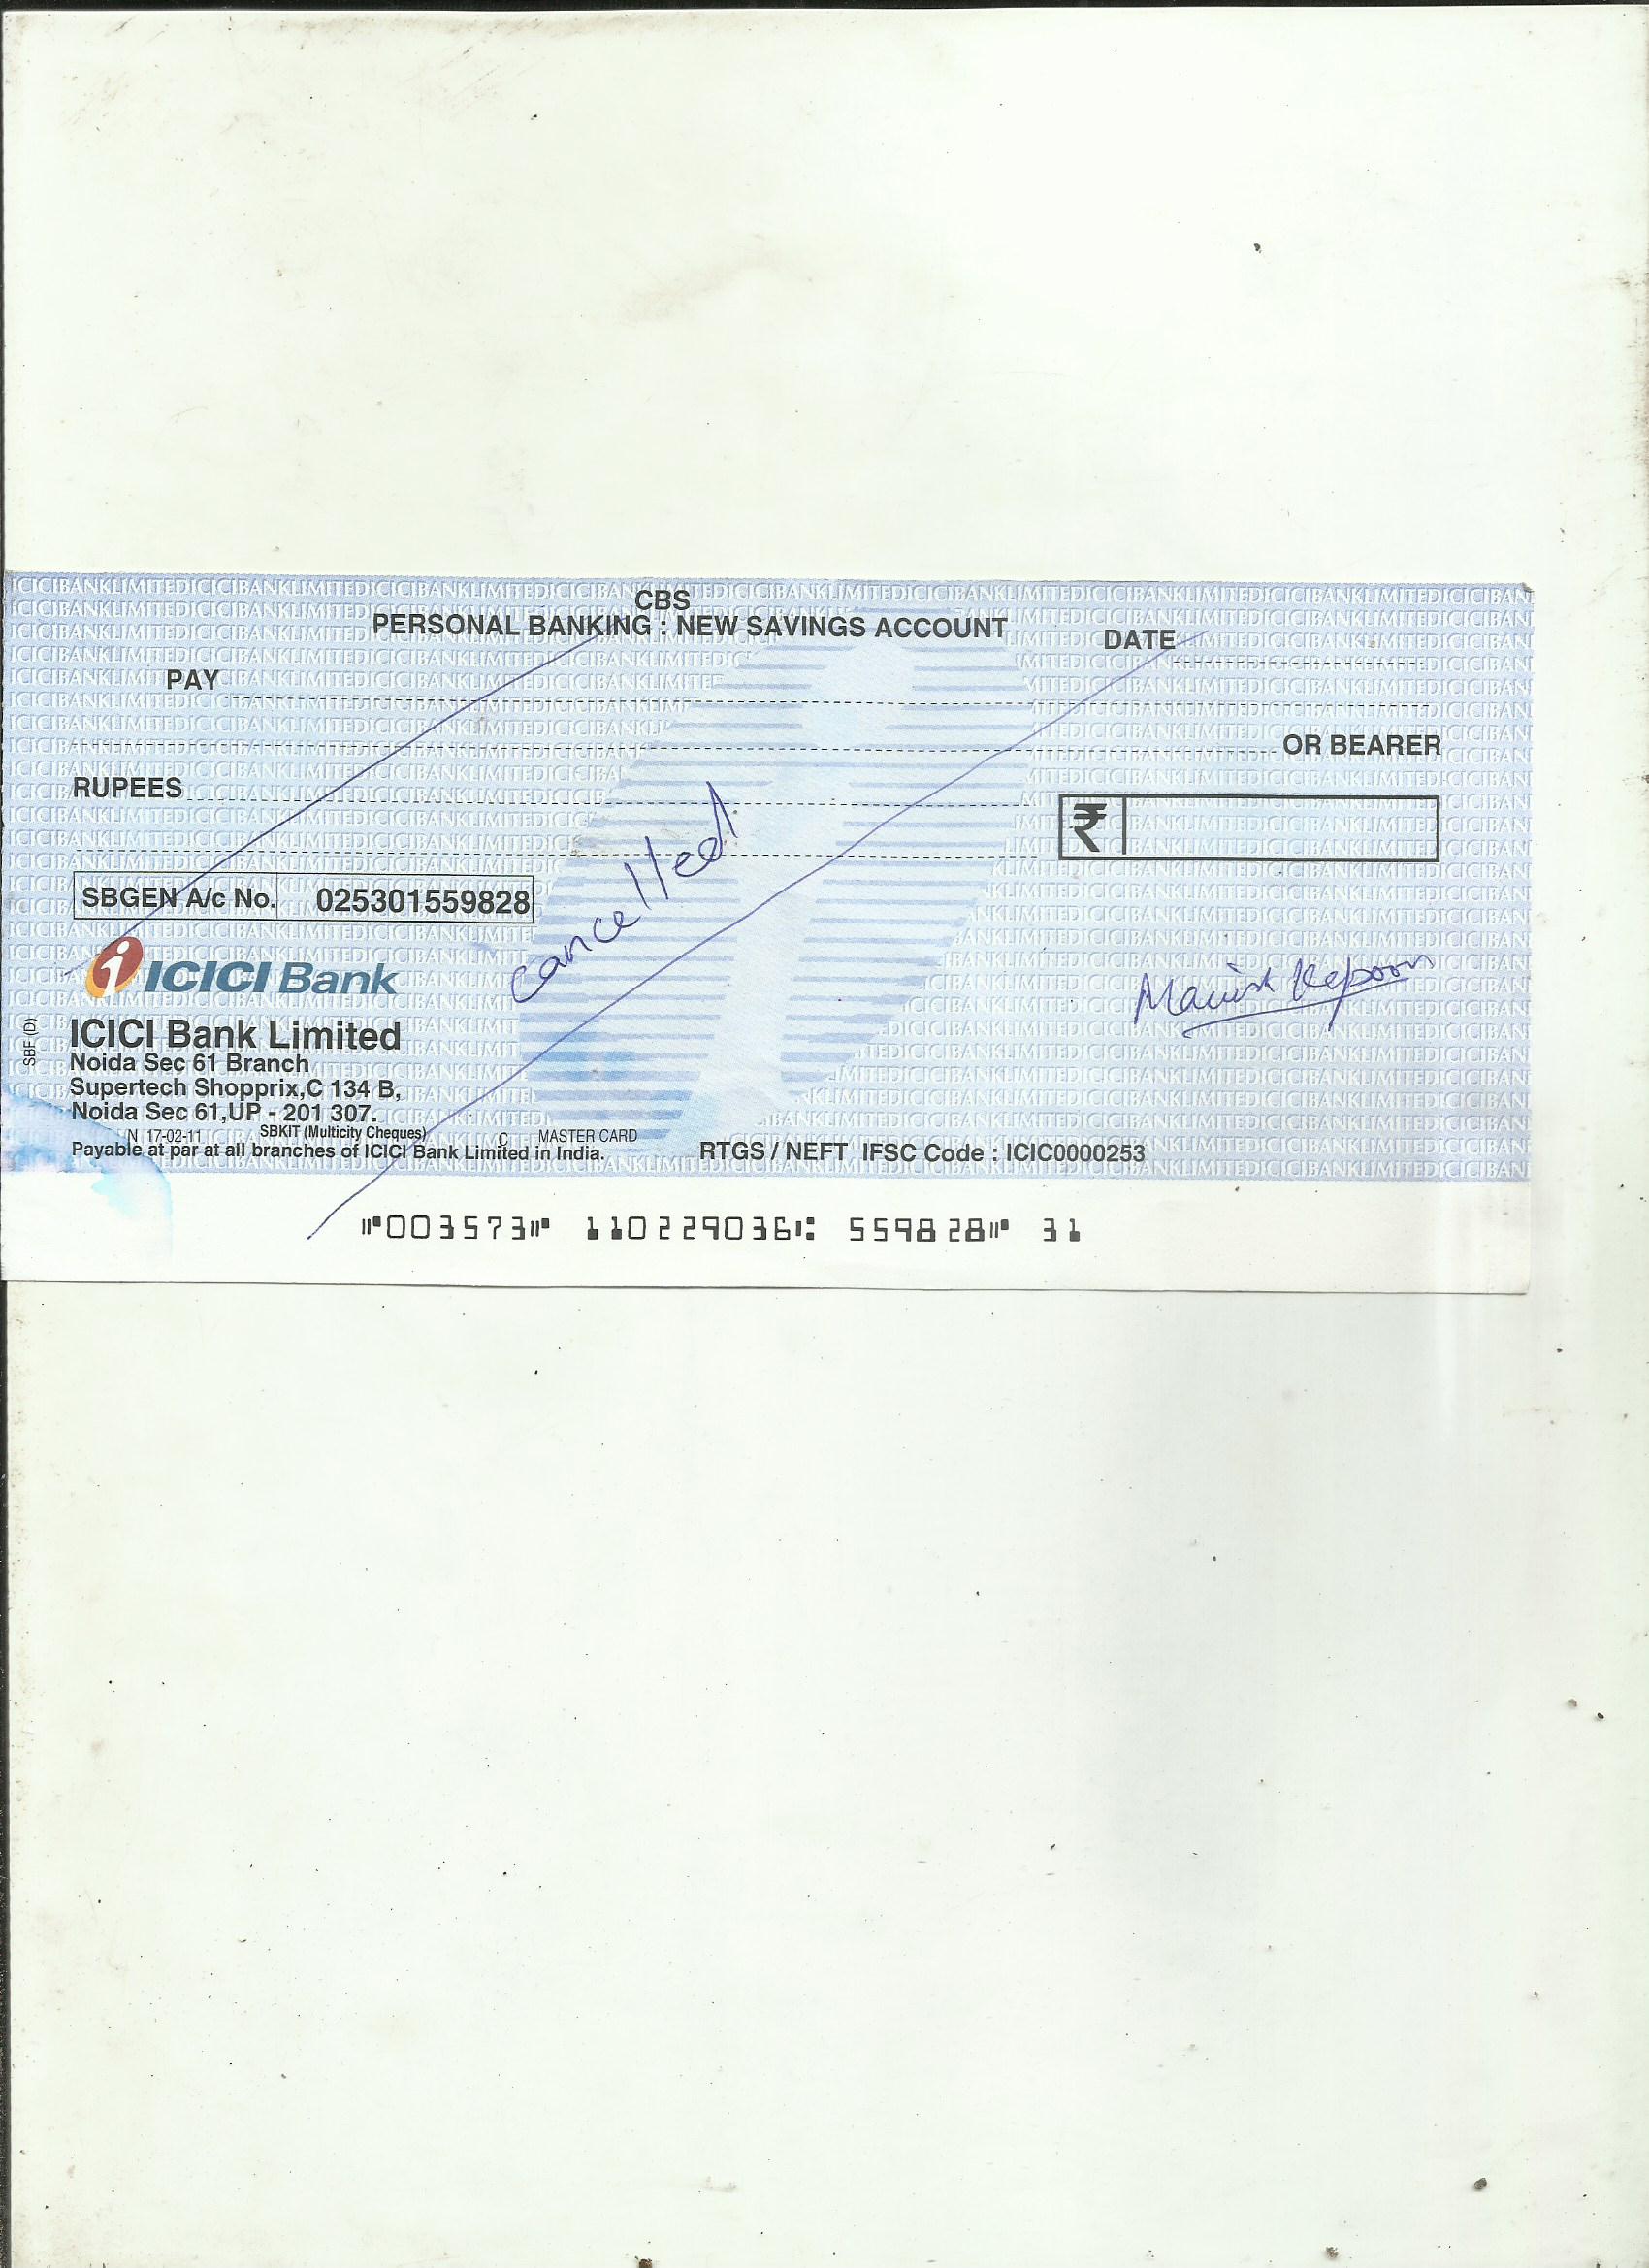 CBS
PERSONAL BANKING : NEW SAVINGS ACCOUNT
DATE
PAY
OR BEARER
RUPEES
₹
cancelled
SBGEN A/c No. 025301559828
ICICI Bank
Manish Kapoor
ICICI Bank Limited
Noida Sec 61 Branch
Supertech Shopprix,C 134 B,
Noida Sec 61,UP - 201 307.
N 17-02-11 SBKIT (Multicity Cheques) C MASTER CARD
Payable at par at all branches of ICICI Bank Limited in India.
RTGS / NEFT IFSC Code : ICIC0000253
SBF (D)
⑈003573⑈ 110229036⑆ 559828⑈ 31